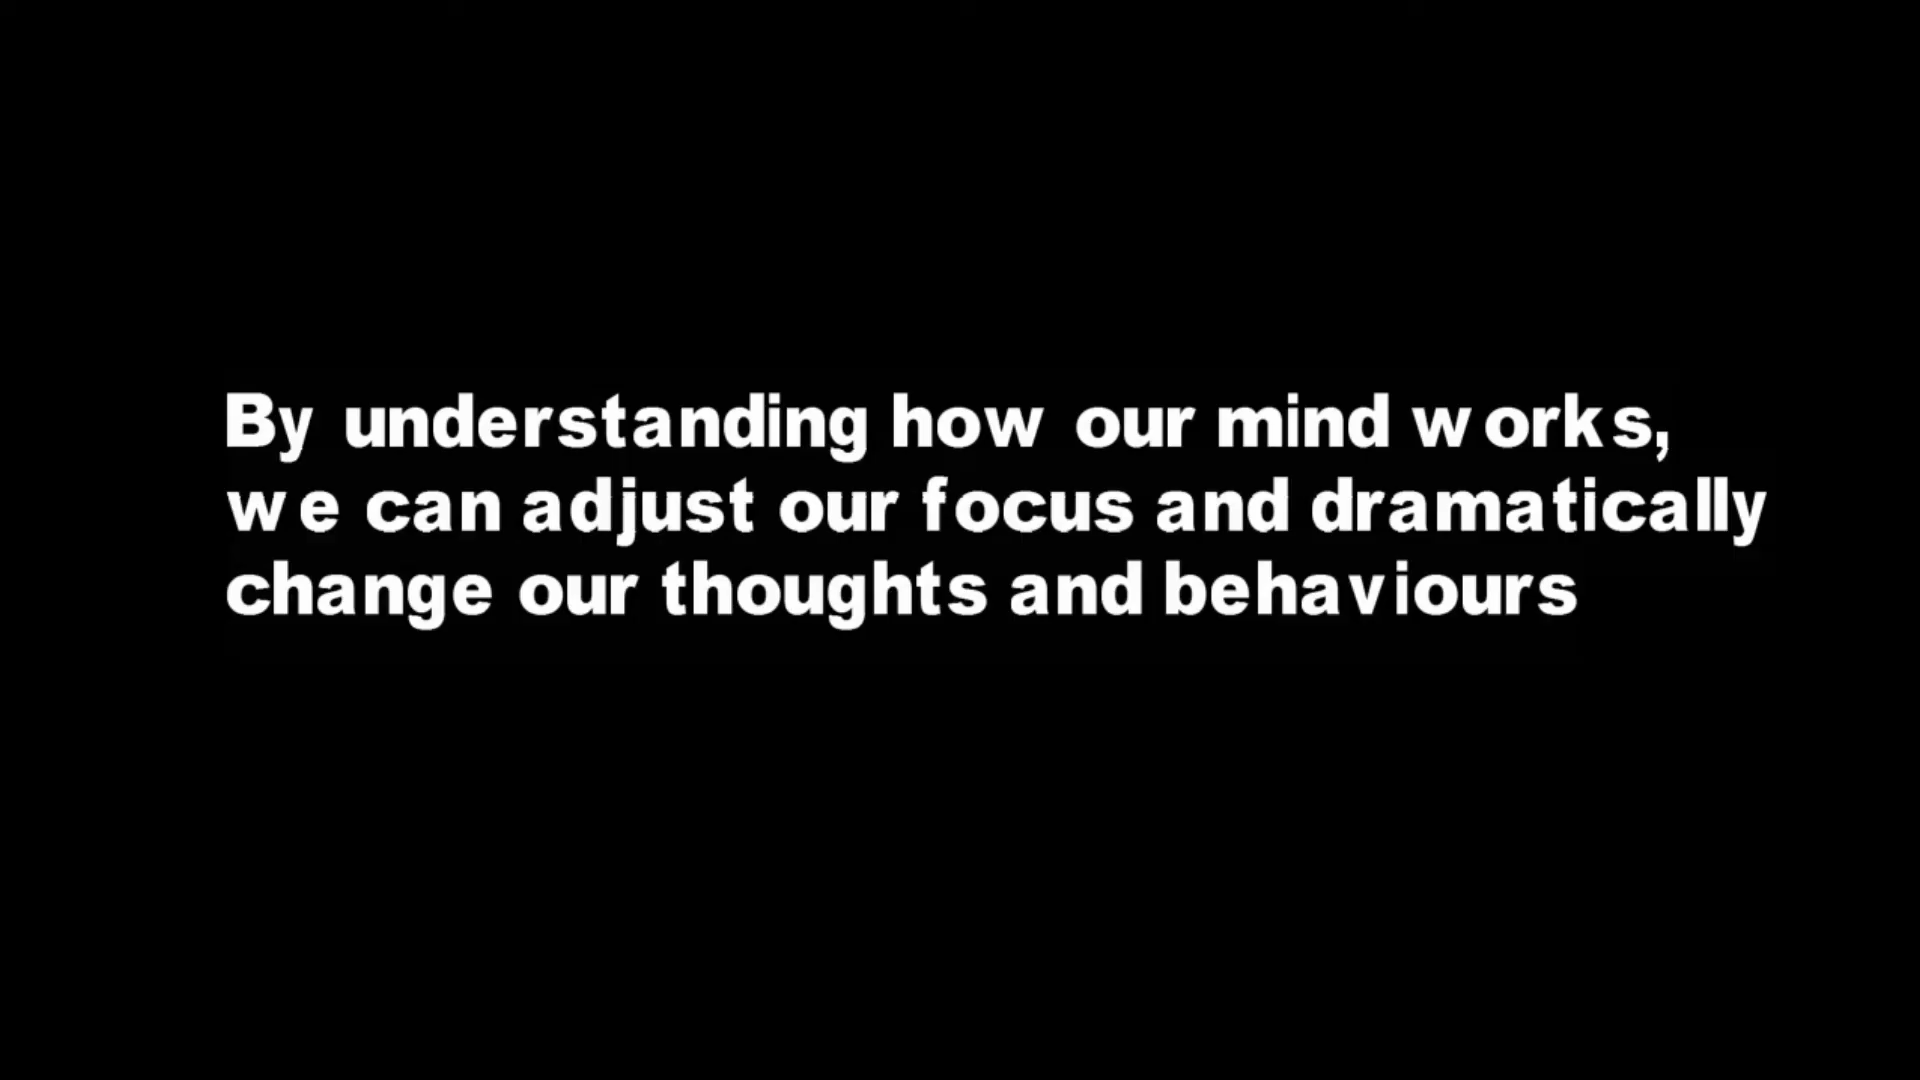 By understanding how our mind works,
we can adjust our focus and dramatically
change our thoughts and behaviours